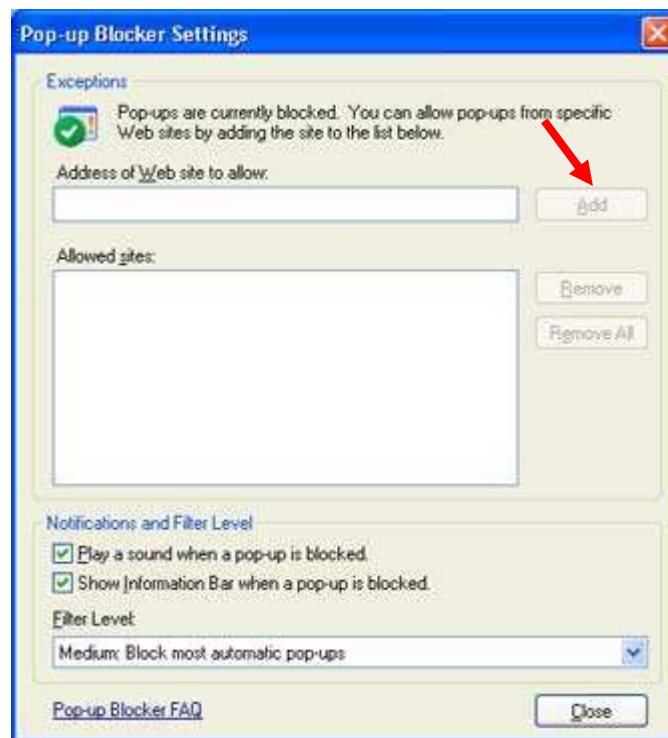 Pop-up Blocker Settings
Exceptions
Pop-ups are currently blocked. You can allow pop-ups from specific
Web sites by adding the site to the list below.
Address of Web site to allow:
Add
Allowed sites:
Remove
Remove All
Notifications and Filter Level
Play a sound when a pop-up is blocked.
Show Information Bar when a pop-up is blocked.
Filter Level:
Medium: Block most automatic pop-ups
Pop-up Blocker FAQ
Close